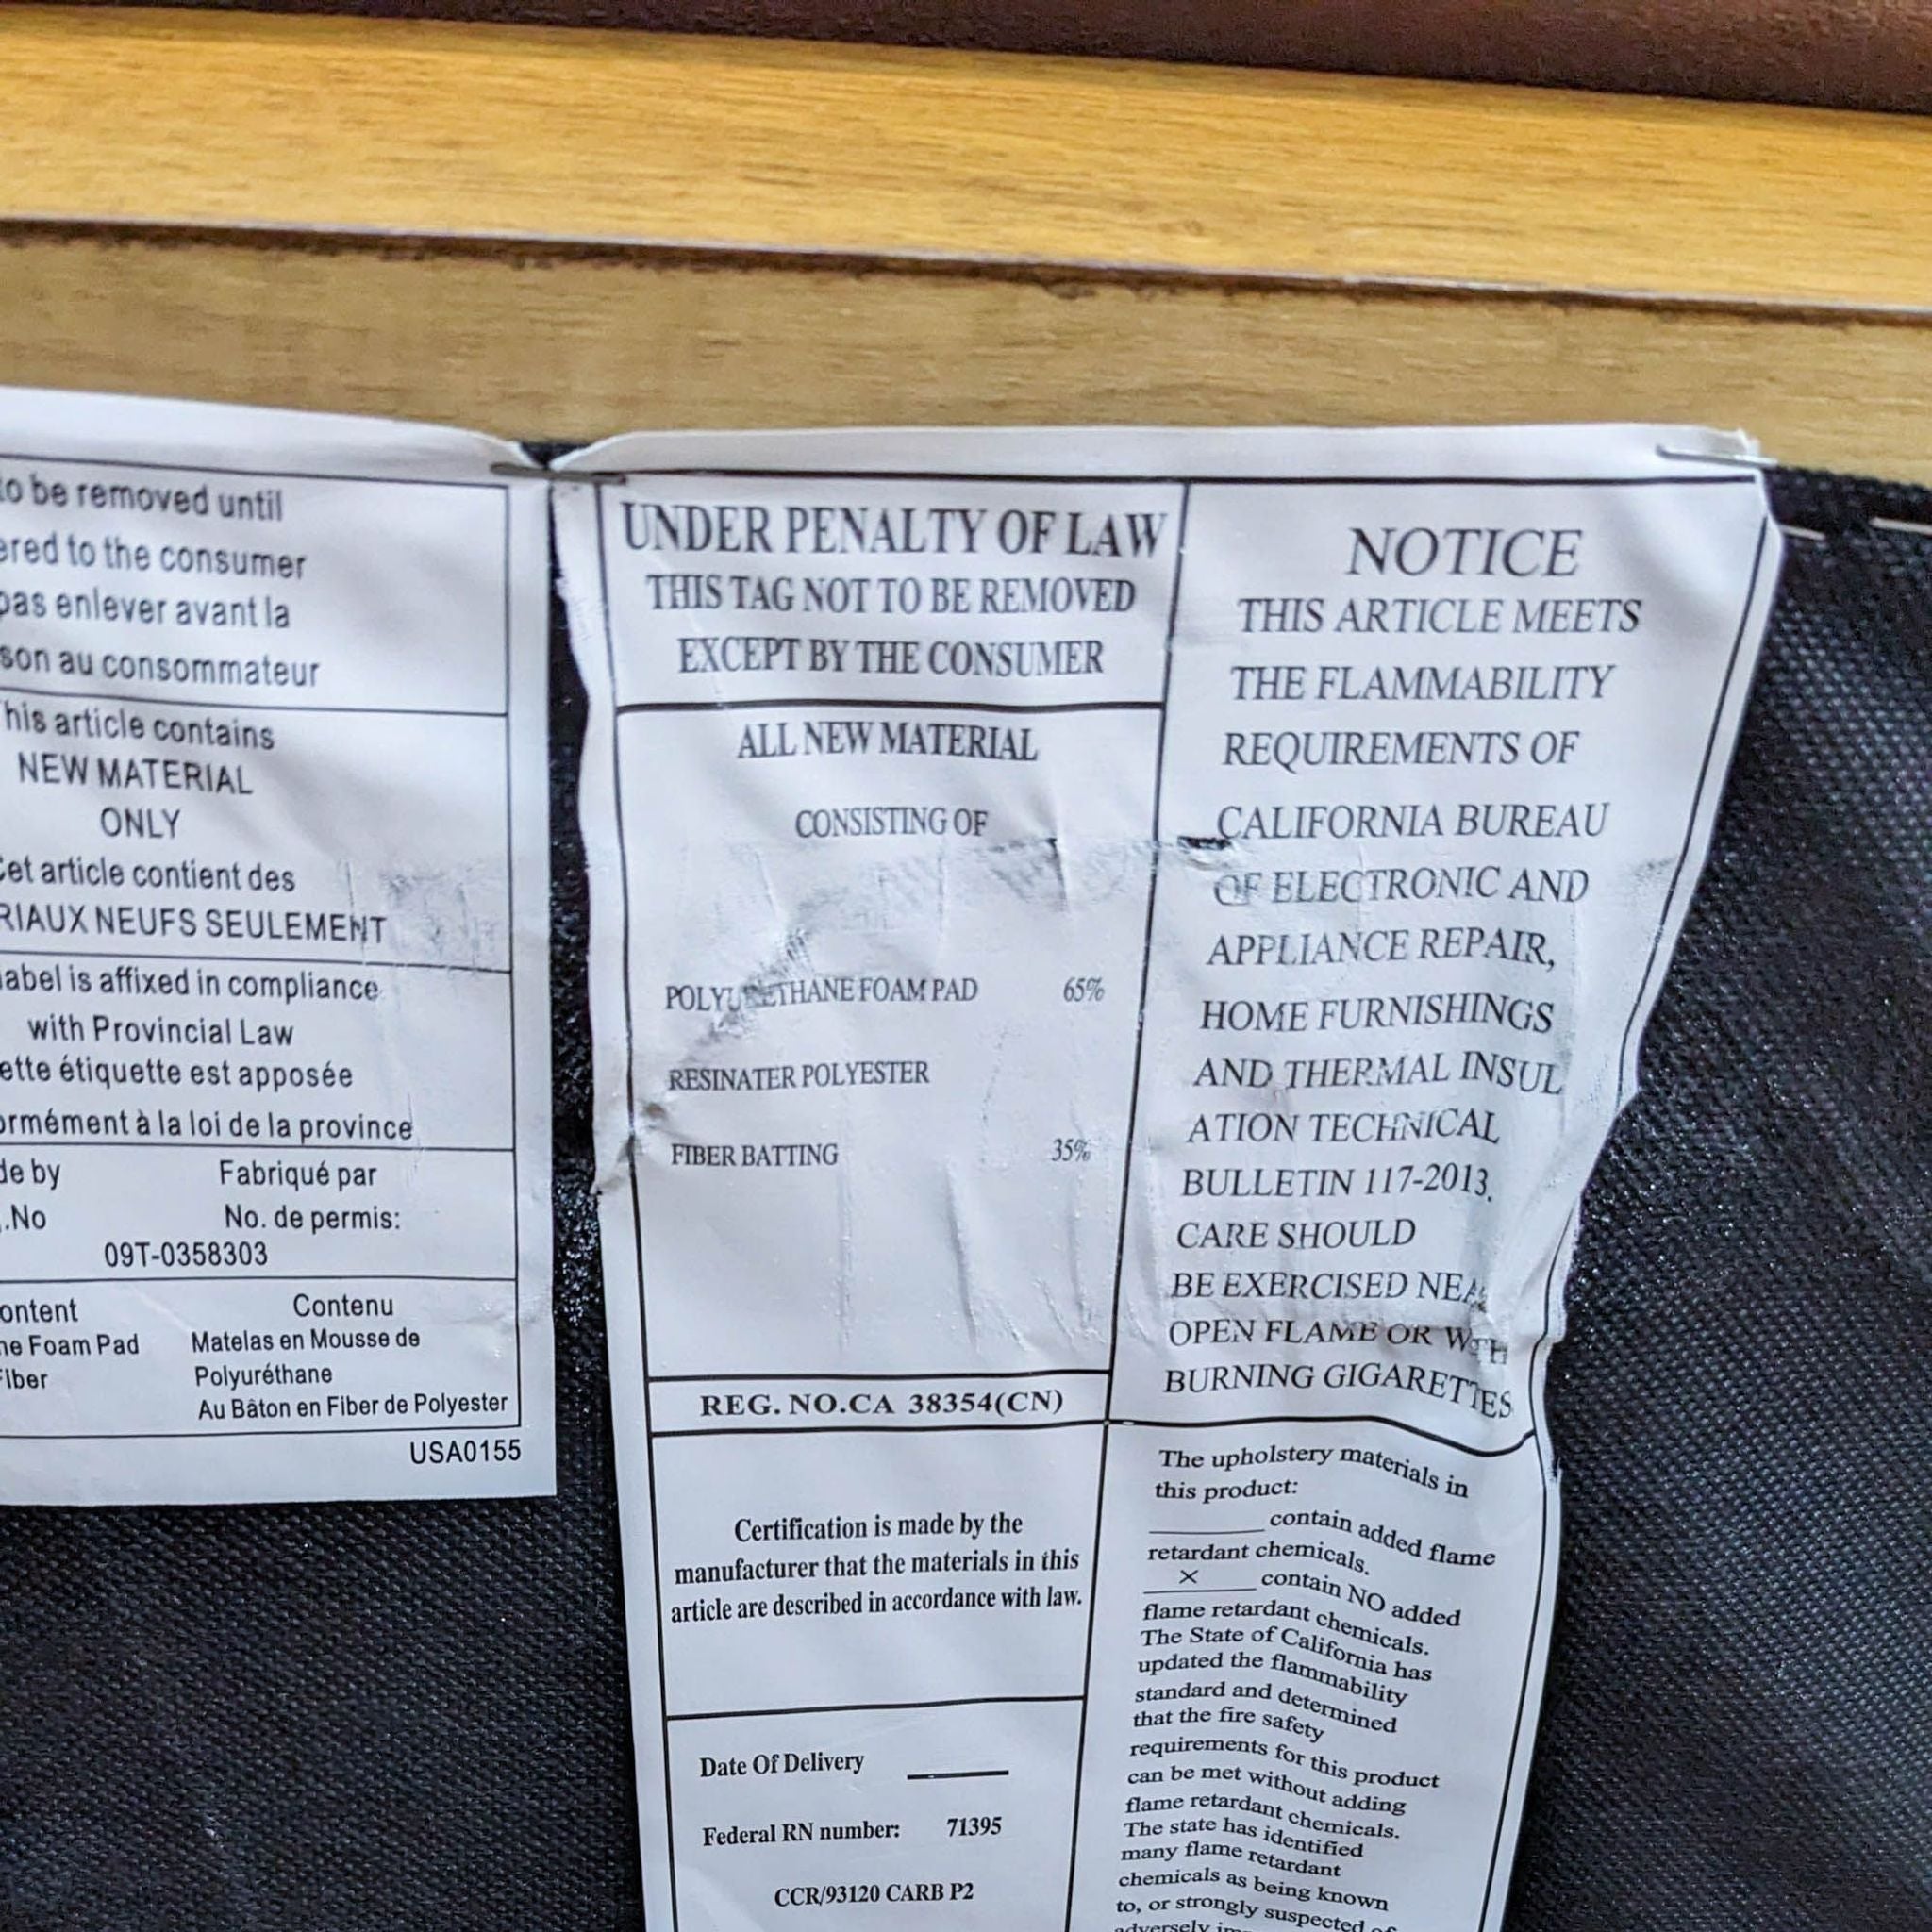 to be removed until
ered to the consumer
pas enlever avant la
son au consommateur
his article contains
NEW MATERIAL
ONLY
Cet article contient des
RIAUX NEUFS SEULEMENT
label is affixed in compliance
with Provincial Law
ette étiquette est apposée
ormément à la loi de la province
de by Fabriqué par
.No No. de permis:
09T-0358303
ontent Contenu
ne Foam Pad Matelas en Mousse de
Fiber Polyuréthane
Au Bâton en Fiber de Polyester
USA0155
UNDER PENALTY OF LAW
THIS TAG NOT TO BE REMOVED
EXCEPT BY THE CONSUMER
ALL NEW MATERIAL
CONSISTING OF
POLYURETHANE FOAM PAD 65%
RESINATER POLYESTER
FIBER BATTING 35%
REG. NO.CA 38354(CN)
Certification is made by the
manufacturer that the materials in this
article are described in accordance with law.
Date Of Delivery
Federal RN number: 71395
CCR/93120 CARB P2
NOTICE
THIS ARTICLE MEETS
THE FLAMMABILITY
REQUIREMENTS OF
CALIFORNIA BUREAU
OF ELECTRONIC AND
APPLIANCE REPAIR,
HOME FURNISHINGS
AND THERMAL INSUL
ATION TECHNICAL
BULLETIN 117-2013.
CARE SHOULD
BE EXERCISED NEAR
OPEN FLAME OR WITH
BURNING GIGARETTES
The upholstery materials in
this product:
______ contain added flame
retardant chemicals.
× contain NO added
flame retardant chemicals.
The State of California has
updated the flammability
standard and determined
that the fire safety
requirements for this product
can be met without adding
flame retardant chemicals.
The state has identified
many flame retardant
chemicals as being known
to, or strongly suspected of
adversely